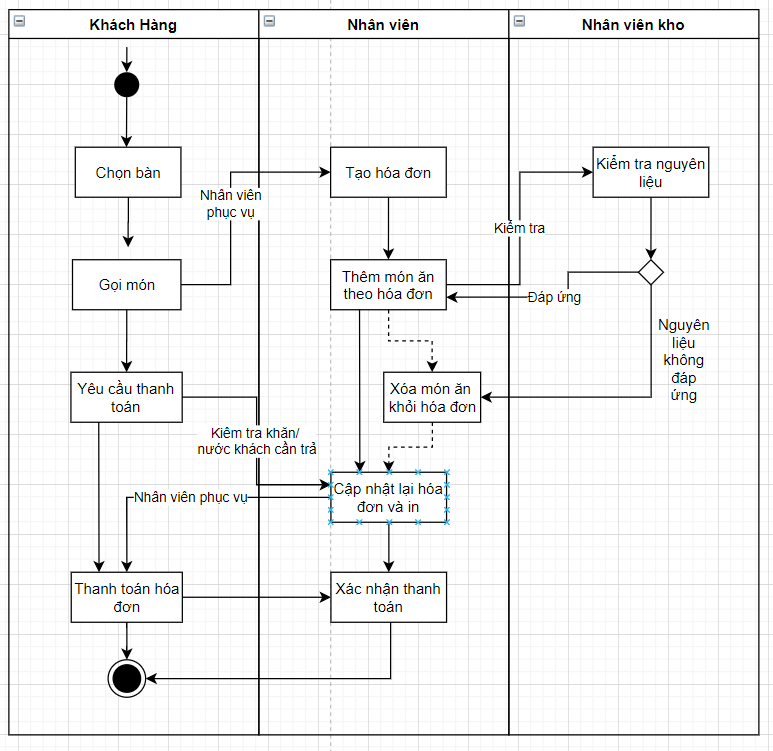 Khách Hàng
Nhân viên
Nhân viên kho
Chọn bàn
Nhân viên
phục vụ
Tạo hóa đơn
Kiểm tra nguyên
liệu
Kiểm tra
Gọi món
Thêm món ăn
theo hóa đơn
Đáp ứng
Nguyên
liệu
không
đáp
ứng
Yêu cầu thanh
toán
Xóa món ăn
khỏi hóa đơn
Kiêm tra khăn/
nước khách cần trả
Nhân viên phục vụ
Cập nhật lại hóa
đơn và in
Thanh toán hóa
đơn
Xác nhận thanh
toán